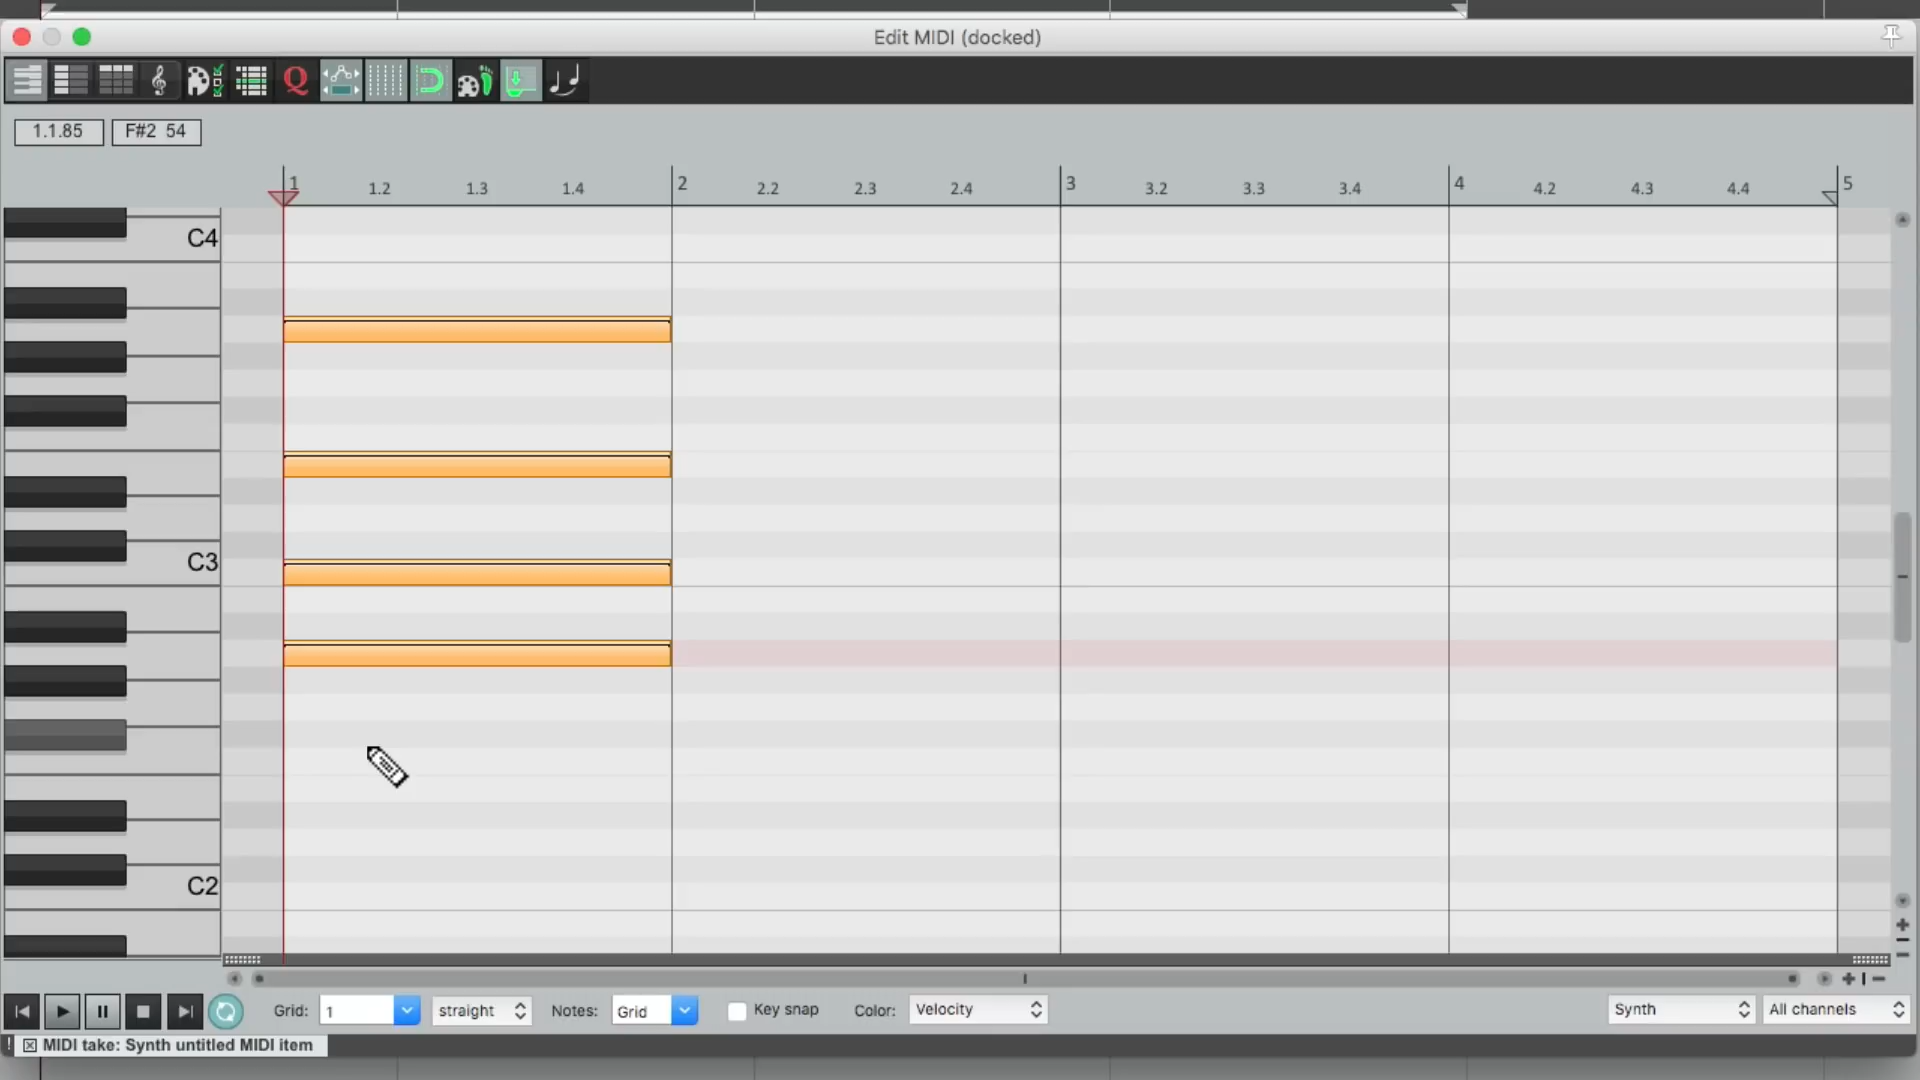 Edit MIDI (docked)
Q
1.1.85 F#2 54
1 1.2 1.3 1.4 2 2.2 2.3 2.4 3 3.2 3.3 3.4 4 4.2 4.3 4.4 5
C4
C3
C2
Grid: 1 straight Notes: Grid Key snap Color: Velocity Synth All channels
! MIDI take: Synth untitled MIDI item